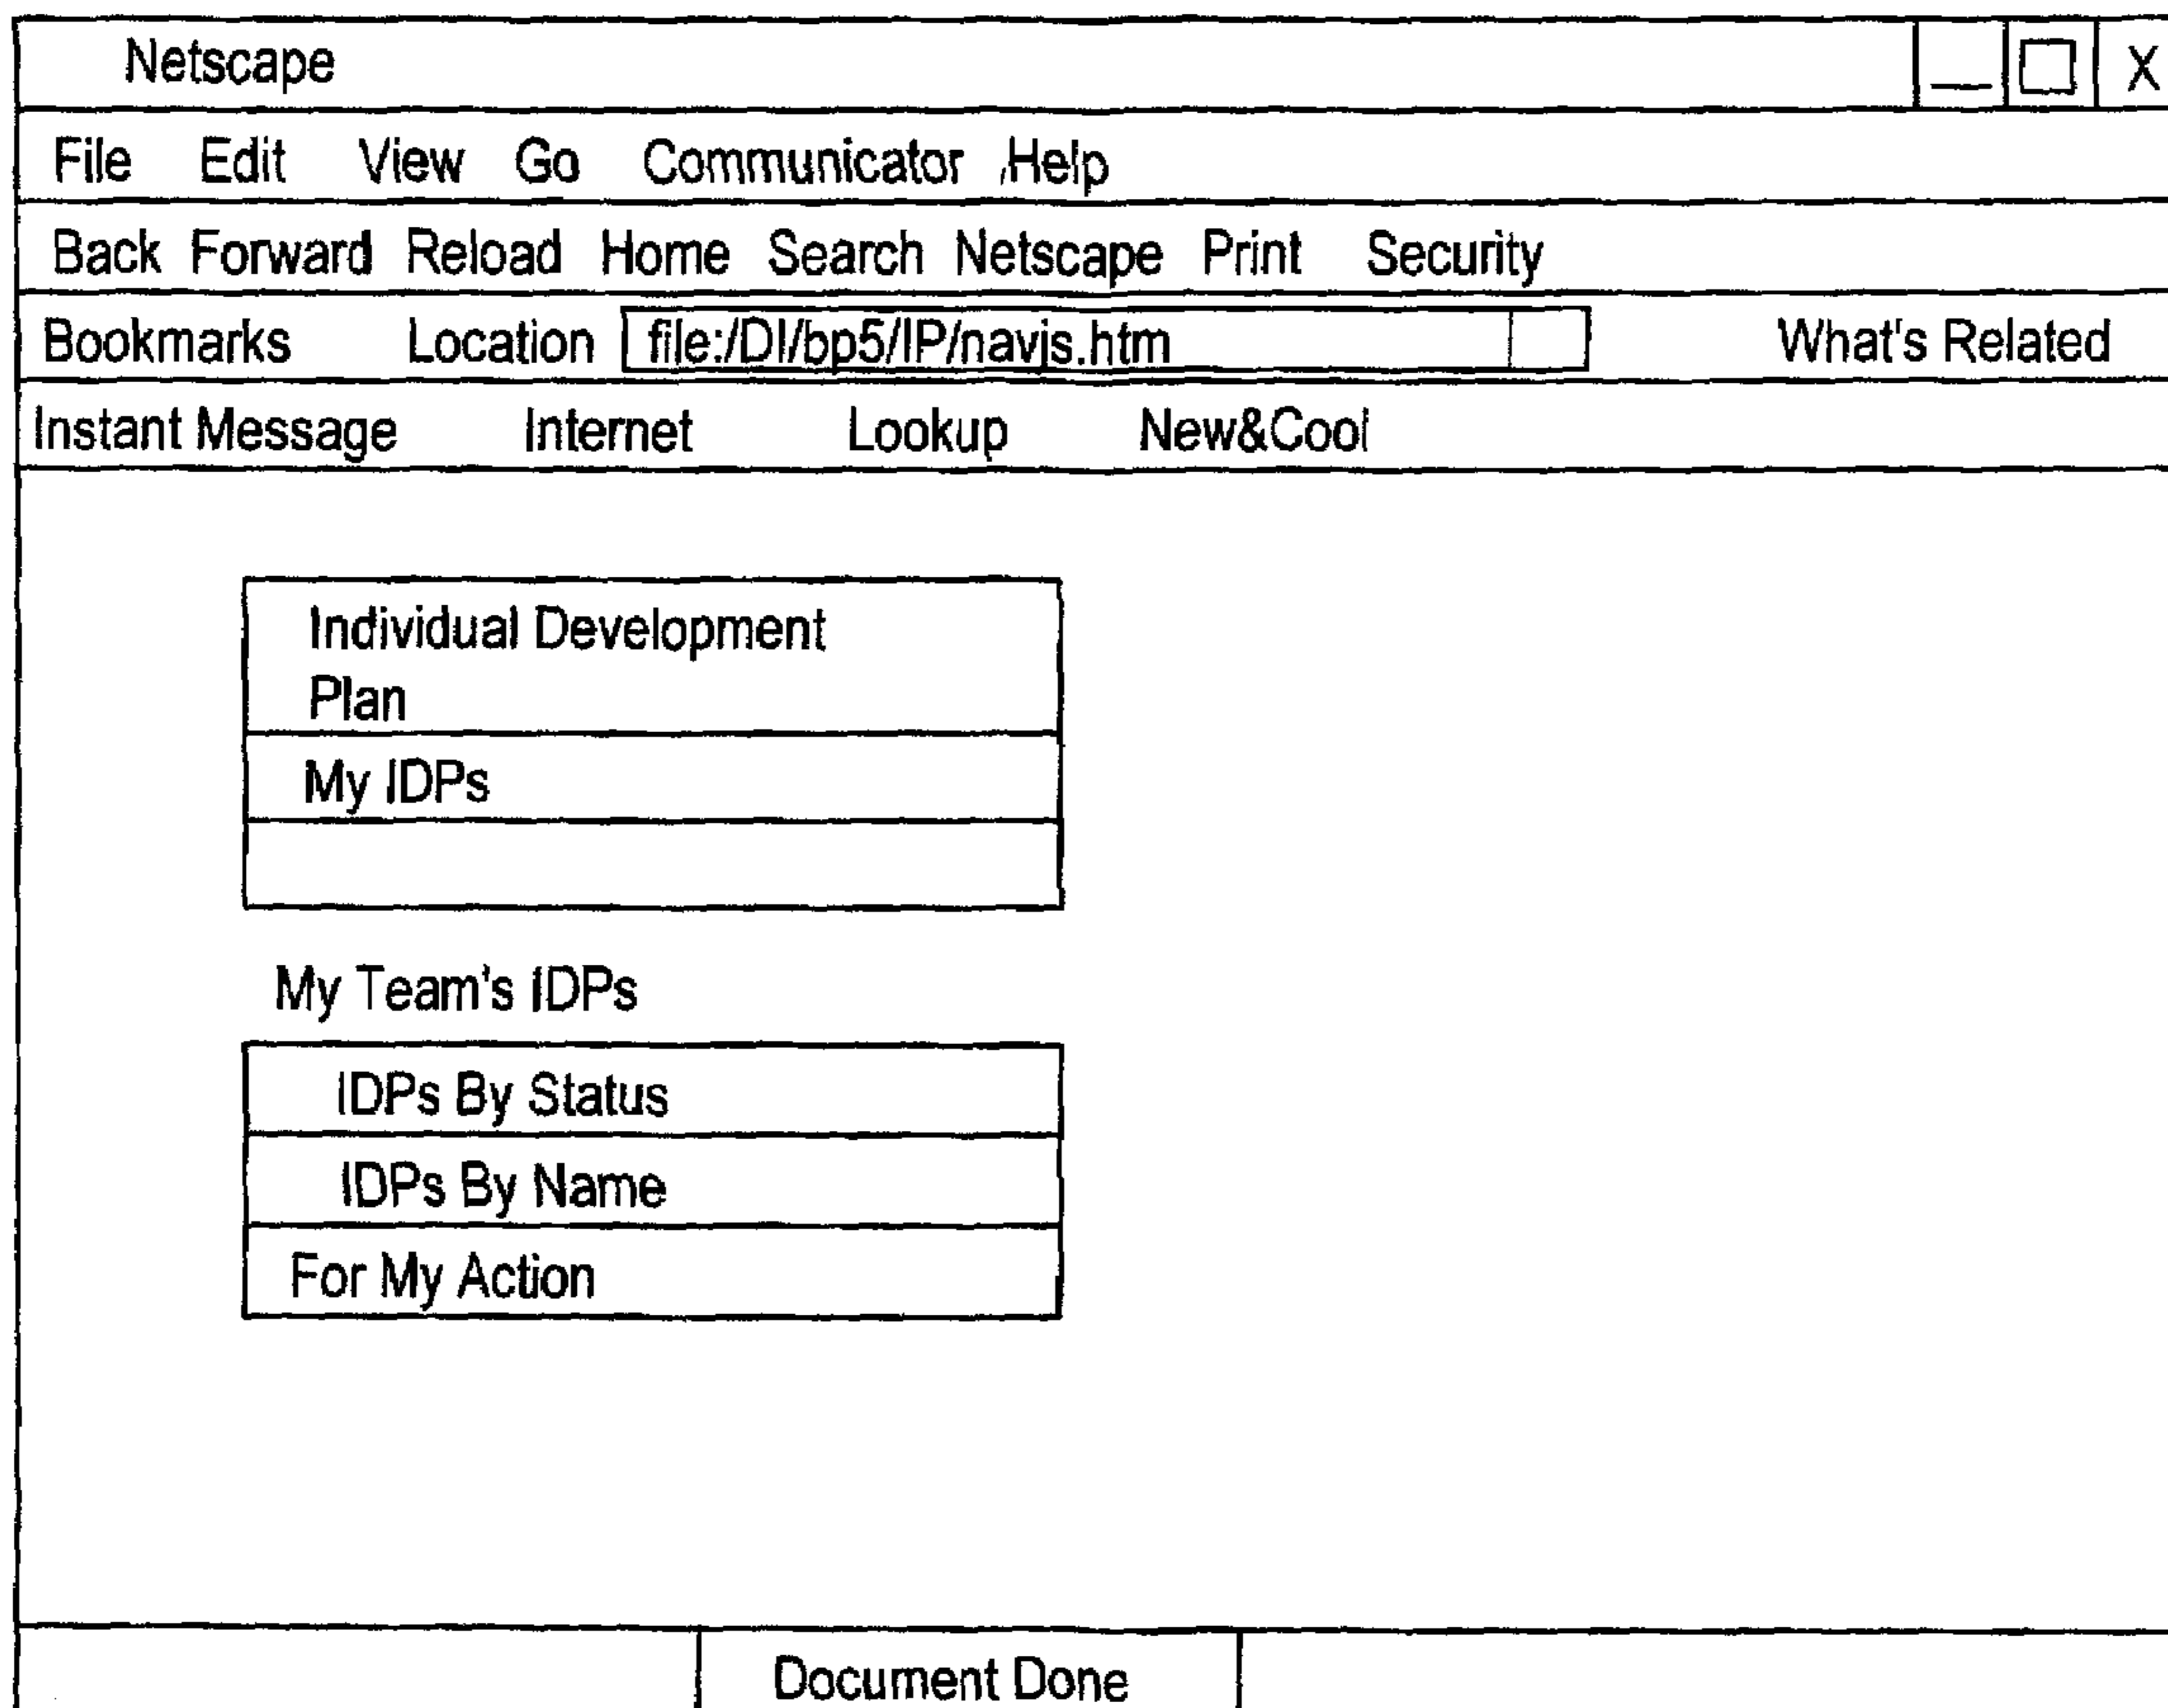 Netscape X
File Edit View Go Communicator Help
Back Forward Reload Home Search Netscape Print Security
Bookmarks Location file:/DI/bp5/IP/navjs.htm What's Related
Instant Message Internet Lookup New&Cool
Individual Development
Plan
My IDPs
My Team's IDPs
IDPs By Status
IDPs By Name
For My Action
Document Done